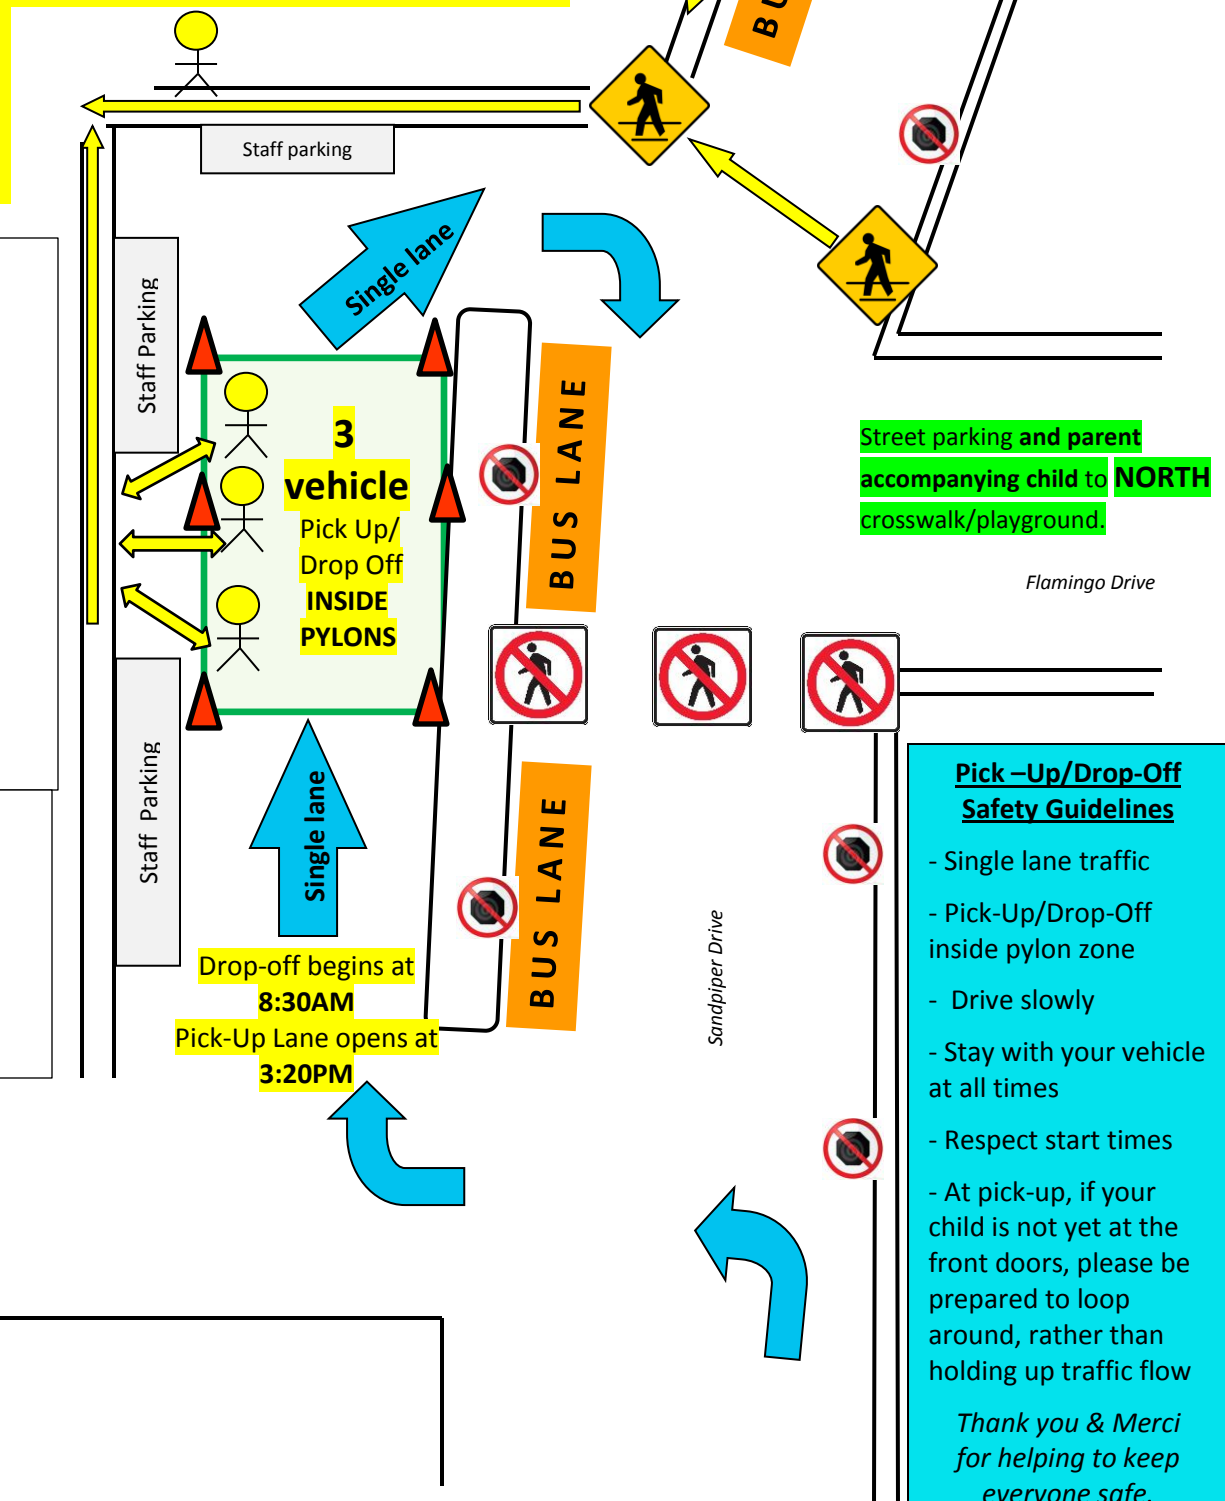 BU
Staff parking
Single lane
Staff Parking
3
vehicle
Pick Up/
Drop Off
INSIDE
PYLONS
BUS LANE
Street parking and parent
accompanying child to NORTH
crosswalk/playground.
Flamingo Drive
Staff Parking
Single lane
BUS LANE
Drop-off begins at
8:30AM
Pick-Up Lane opens at
3:20PM
Sandpiper Drive
Pick –Up/Drop-Off
Safety Guidelines
- Single lane traffic
- Pick-Up/Drop-Off
inside pylon zone
- Drive slowly
- Stay with your vehicle
at all times
- Respect start times
- At pick-up, if your
child is not yet at the
front doors, please be
prepared to loop
around, rather than
holding up traffic flow
Thank you & Merci
for helping to keep
everyone safe.